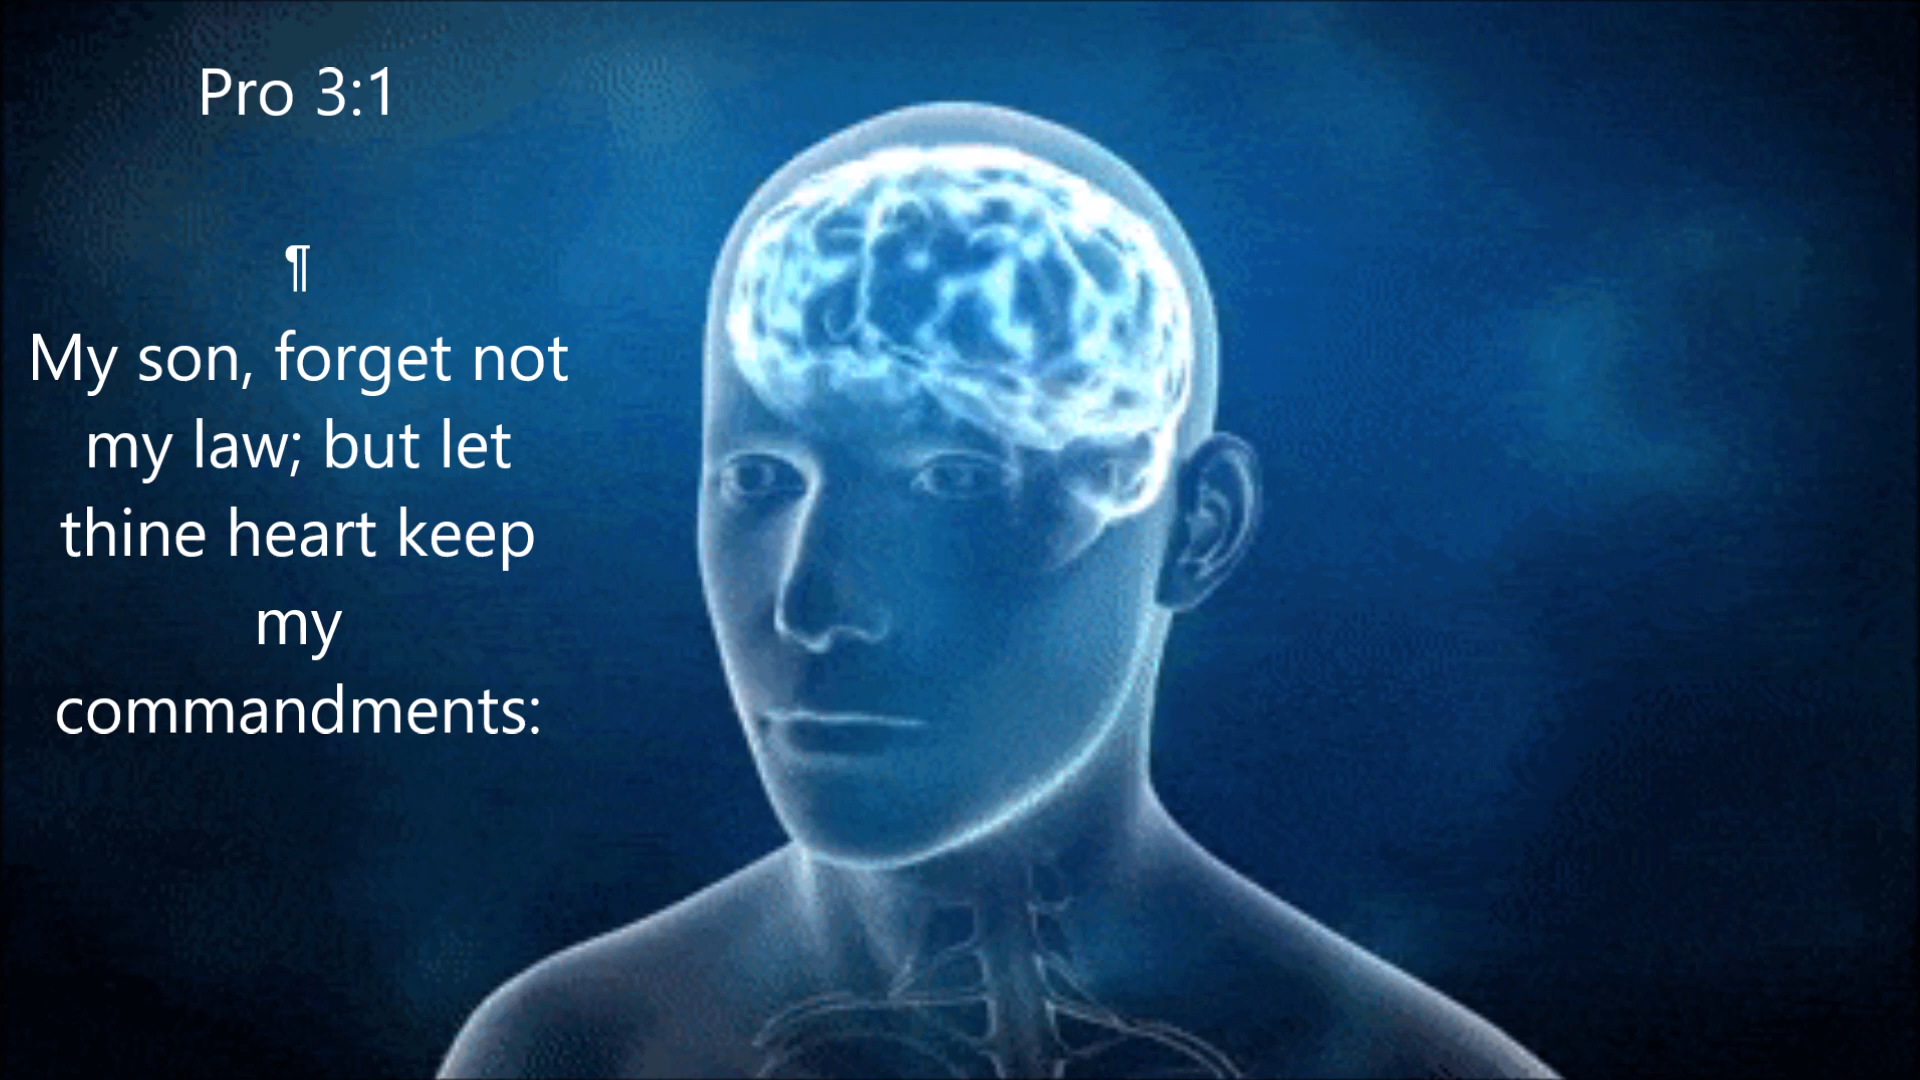 Pro 3:1
¶
My son, forget not
my law; but let
thine heart keep
my
commandments: